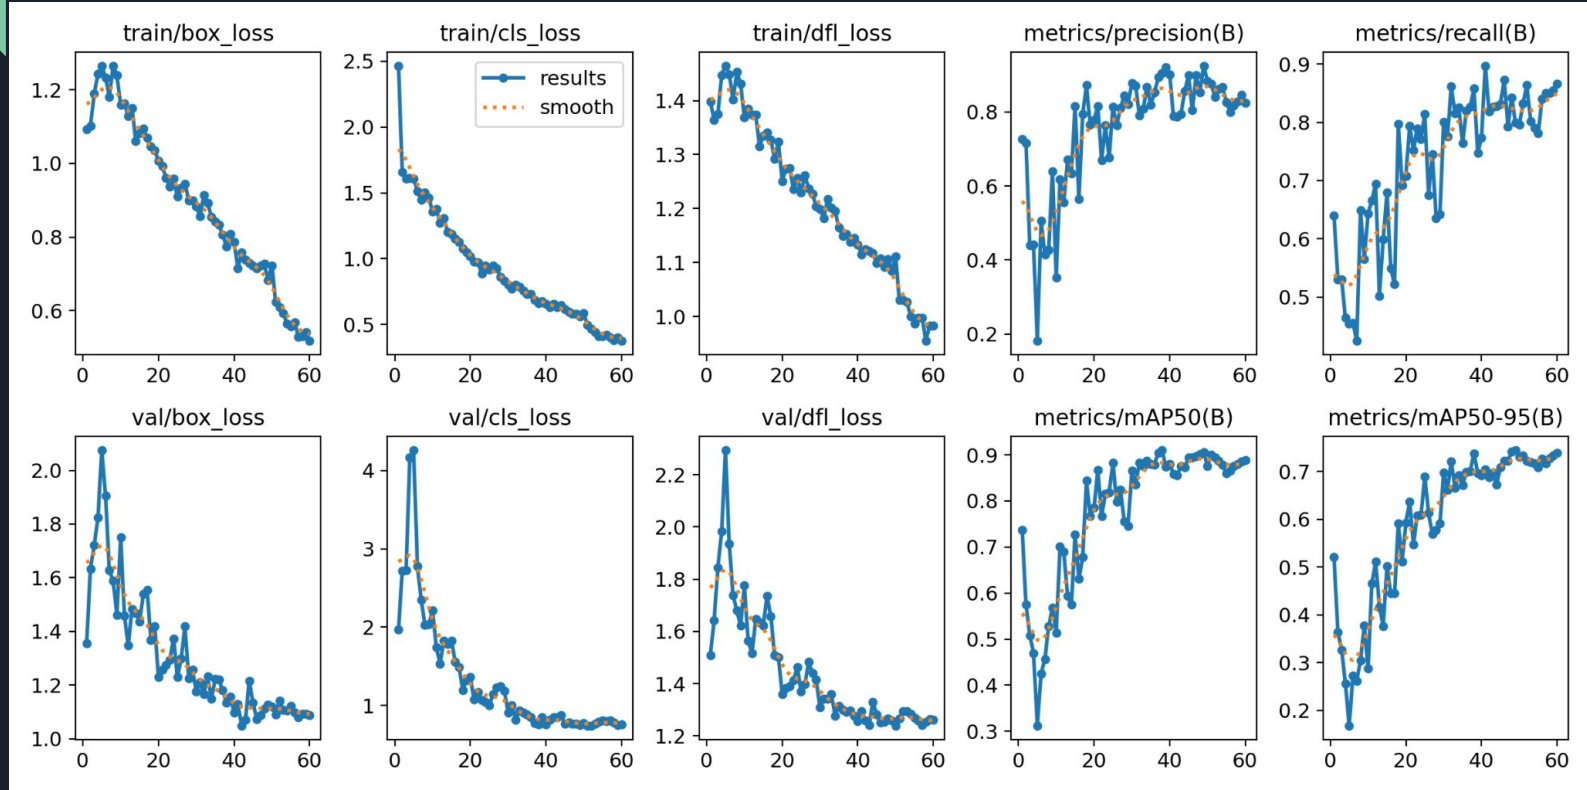 train/box_loss
2.5
1.2
1.0
0.8
0.6
0 20 40 60
train/cls_loss
results
smooth
2.0
1.5
1.0
0.5
0 20 40 60
train/dfl_loss
1.4
1.3
1.2
1.1
1.0
0 20 40 60
metrics/precision(B)
0.8
0.6
0.4
0.2
0 20 40 60
metrics/recall(B)
0.9
0.8
0.7
0.6
0.5
0 20 40 60
val/box_loss
2.0
1.8
1.6
1.4
1.2
1.0
0 20 40 60
val/cls_loss
4
3
2
1
0 20 40 60
val/dfl_loss
2.2
2.0
1.8
1.6
1.4
1.2
0 20 40 60
metrics/mAP50(B)
0.9
0.8
0.7
0.6
0.5
0.4
0.3
0 20 40 60
metrics/mAP50-95(B)
0.7
0.6
0.5
0.4
0.3
0.2
0 20 40 60